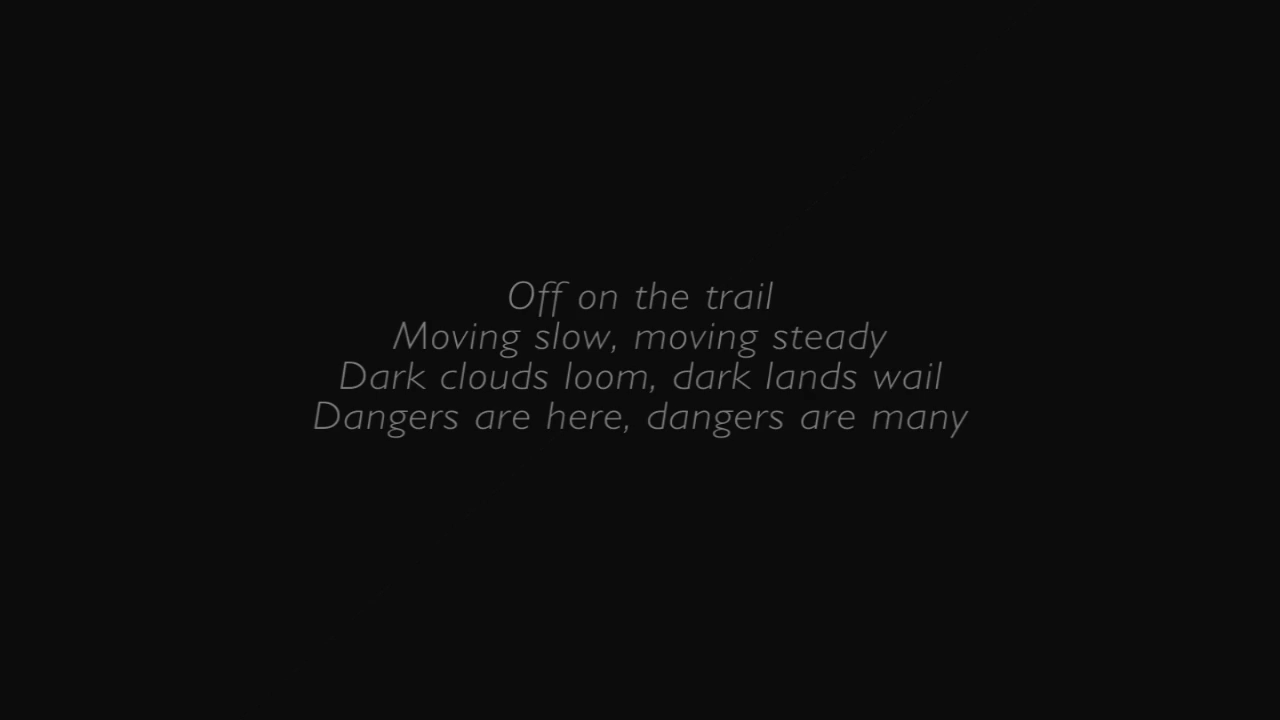 Off on the trail
Moving slow, moving steady
Dark clouds loom, dark lands wail
Dangers are here, dangers are many